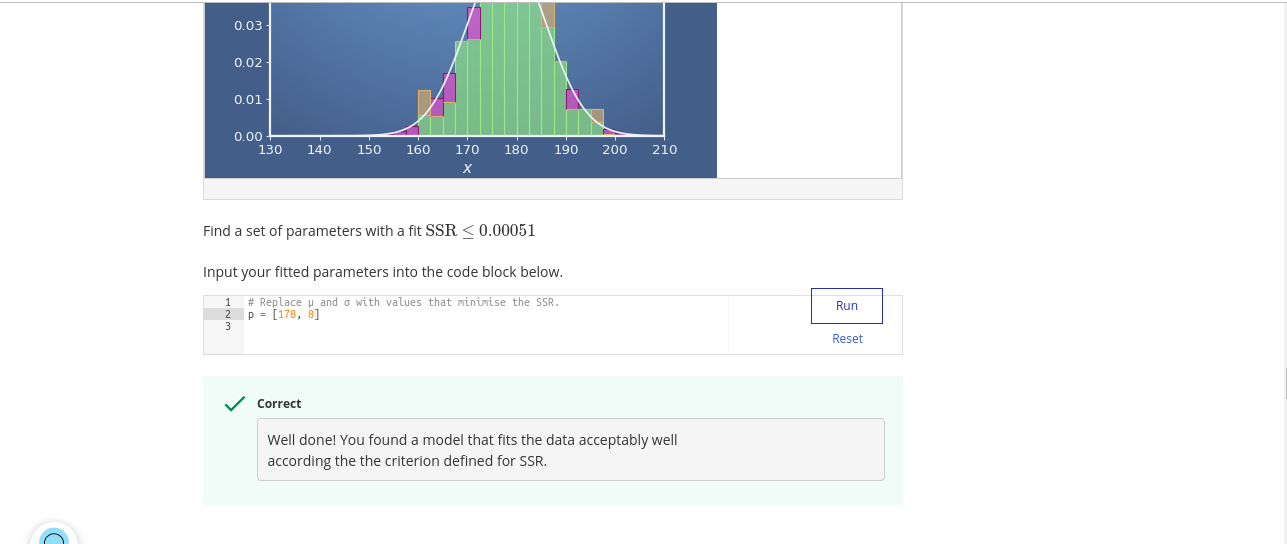 0.03
0.02
0.01
0.00
130 140 150 160 170 180 190 200 210
x
Find a set of parameters with a fit SSR ≤ 0.00051
Input your fitted parameters into the code block below.
1 # Replace μ and σ with values that minimise the SSR.
2 p = [178, 8]
3
Run
Reset
Correct
Well done! You found a model that fits the data acceptably well
according the the criterion defined for SSR.